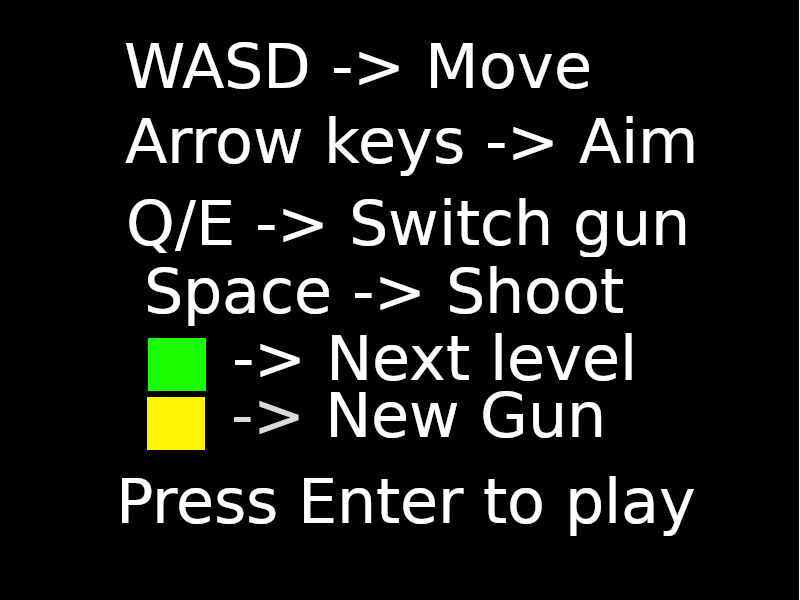 WASD -> Move
Arrow keys -> Aim
Q/E -> Switch gun
Space -> Shoot
-> Next level
-> New Gun
Press Enter to play